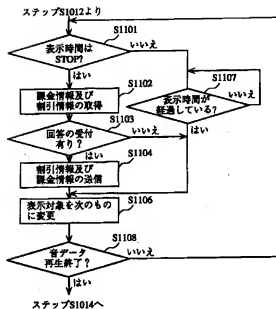 ステップS1012より
S1101
表示時間は
STOP?
いいえ
はい
S1102
課金情報及び
割引情報の取得
S1107
いいえ
表示時間が
経過している?
はい
S1103
回答の受付
有り?
いいえ
はい
S1104
割引情報及び
課金情報の送信
S1106
表示対象を次のもの
に変更
S1108
音データ
再生終了?
いいえ
はい
ステップS1014へ